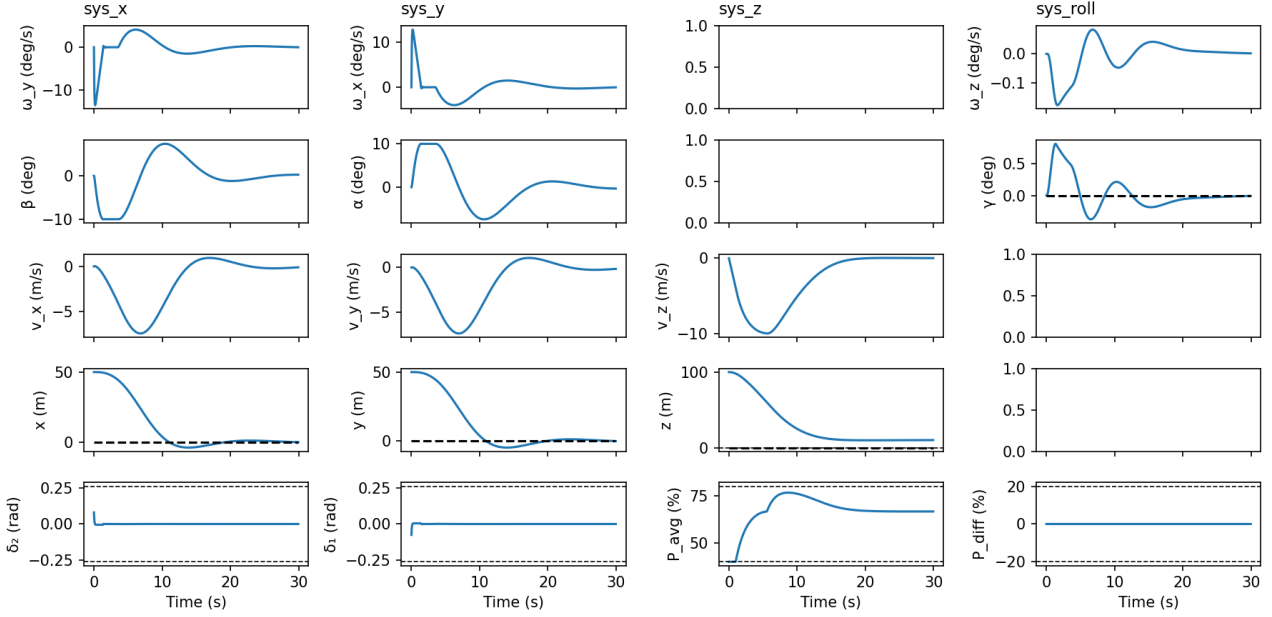 sys_x sys_y sys_z sys_roll
ω_y (deg/s) 0 −10
ω_x (deg/s) 10 0
1.0 0.5 0.0
ω_z (deg/s) 0.0 −0.1
β (deg) 0 −10
α (deg) 10 0
1.0 0.5 0.0
γ (deg) 0.5 0.0
v_x (m/s) 0 −5
v_y (m/s) 0 −5
v_z (m/s) 0 −10
1.0 0.5 0.0
x (m) 50 0
y (m) 50 0
z (m) 100 0
1.0 0.5 0.0
δ₂ (rad) 0.25 0.00 −0.25
δ₁ (rad) 0.25 0.00 −0.25
P_avg (%) 75 50
P_diff (%) 20 0 −20
0 10 20 30 0 10 20 30 0 10 20 30 0 10 20 30
Time (s) Time (s) Time (s) Time (s)